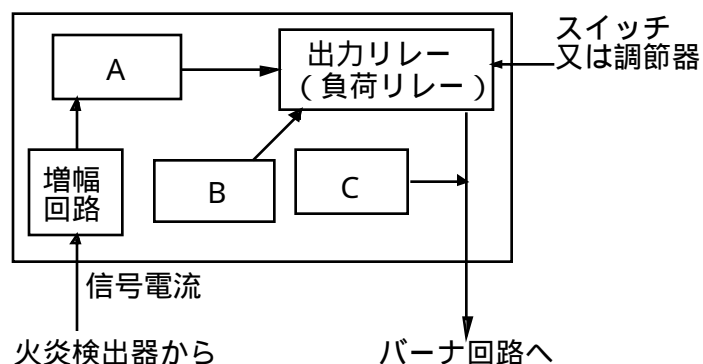 スイッチ
又は調節器
A
出力リレー
(負荷リレー)
増幅
回路
B
C
信号電流
火炎検出器から
バーナ回路へ